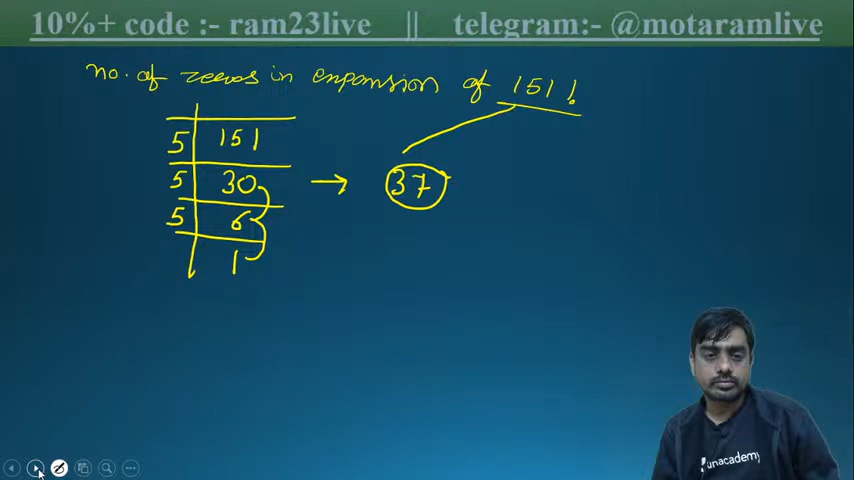 10%+ code :- ram23live || telegram:- @motaramlive
no. of zeros in expansion of 151!
5 151
5 30 → 37
5 6
1
unacademy